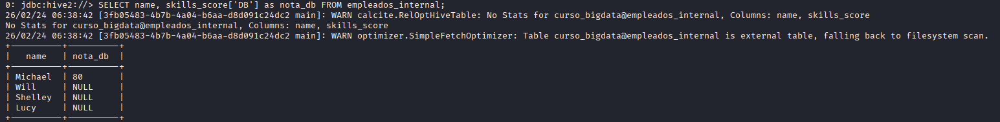 0: jdbc:hive2://> SELECT name, skills_score['DB'] as nota_db FROM empleados_internal;
26/02/24 06:38:42 [3fb05483-4b7b-4a04-b6aa-d8d091c24dc2 main]: WARN calcite.RelOptHiveTable: No Stats for curso_bigdata@empleados_internal, Columns: name, skills_score
No Stats for curso_bigdata@empleados_internal, Columns: name, skills_score
26/02/24 06:38:42 [3fb05483-4b7b-4a04-b6aa-d8d091c24dc2 main]: WARN optimizer.SimpleFetchOptimizer: Table curso_bigdata@empleados_internal is external table, falling back to filesystem scan.
+----------+----------+
|   name   | nota_db  |
+----------+----------+
| Michael  | 80       |
| Will     | NULL     |
| Shelley  | NULL     |
| Lucy     | NULL     |
+----------+----------+